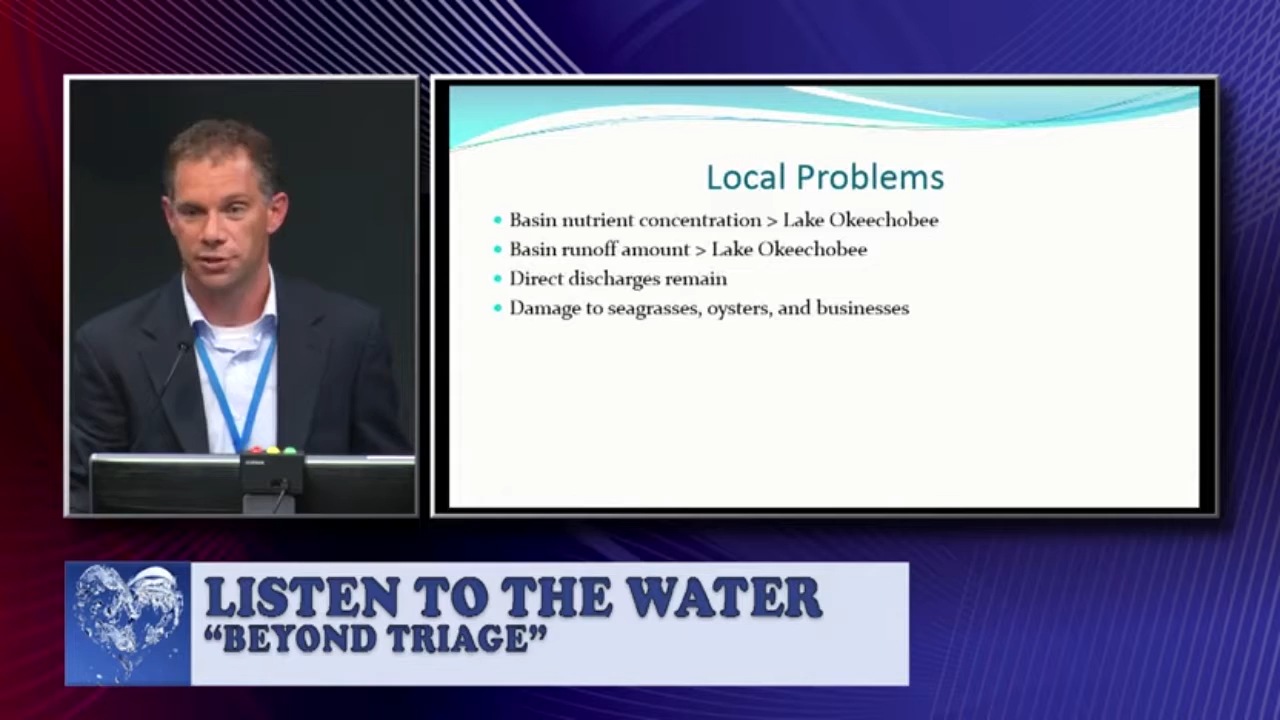 Local Problems
Basin nutrient concentration > Lake Okeechobee
Basin runoff amount > Lake Okeechobee
Direct discharges remain
Damage to seagrasses, oysters, and businesses
LISTEN TO THE WATER
“BEYOND TRIAGE”